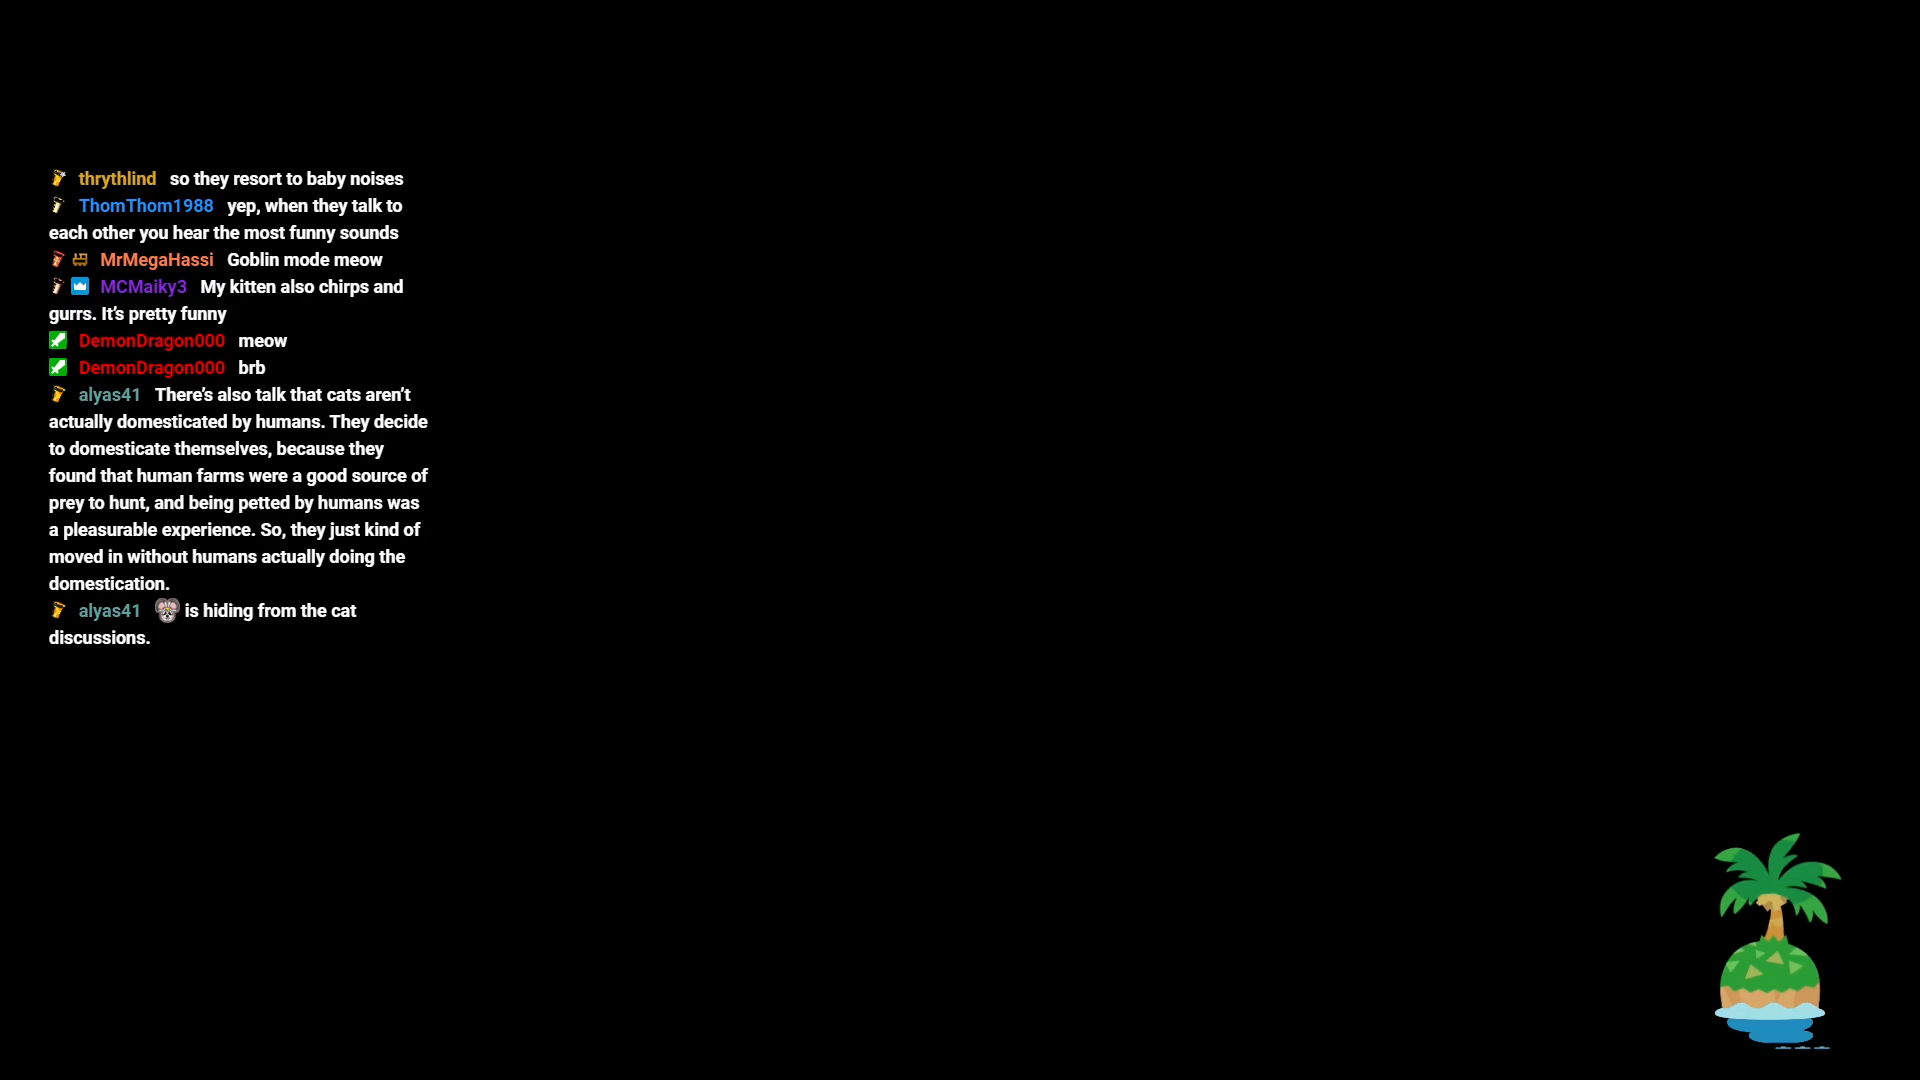 thrythlind so they resort to baby noises
ThomThom1988 yep, when they talk to
each other you hear the most funny sounds
MrMegaHassi Goblin mode meow
MCMaiky3 My kitten also chirps and
gurrs. It’s pretty funny
DemonDragon000 meow
DemonDragon000 brb
alyas41 There’s also talk that cats aren’t
actually domesticated by humans. They decide
to domesticate themselves, because they
found that human farms were a good source of
prey to hunt, and being petted by humans was
a pleasurable experience. So, they just kind of
moved in without humans actually doing the
domestication.
alyas41 is hiding from the cat
discussions.